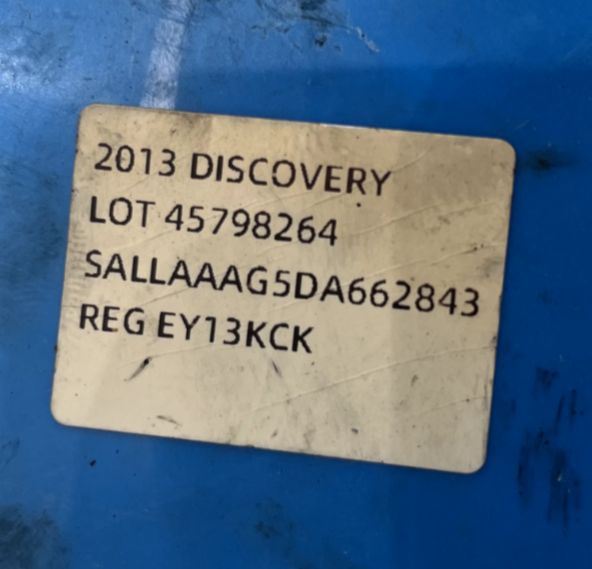 2013 DISCOVERY
LOT 45798264
SALLAAAG5DA662843
REG EY13KCK